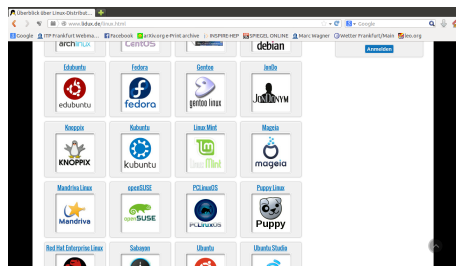 Überblick über Linux-Distribut...
www.lidux.de/linux.html
Google
Google ITP Frankfurt Webma... Facebook arXiv.org e-Print archive INSPIRE-HEP SPIEGEL ONLINE Marc Wagner Wetter Frankfurt/Main leo.org
archlinux CentOS debian
Anmelden
Edubuntu Fedora Gentoo JonDo
edubuntu fedora gentoo linux JONDONYM
Knoppix Kubuntu Linux Mint Mageia
KNOPPIX kubuntu linux Mint mageia
Mandriva Linux openSUSE PCLinuxOS Puppy Linux
Mandriva openSUSE PCLinuxOS Puppy
Red Hat Enterprise Linux Sabayon Ubuntu Ubuntu Studio